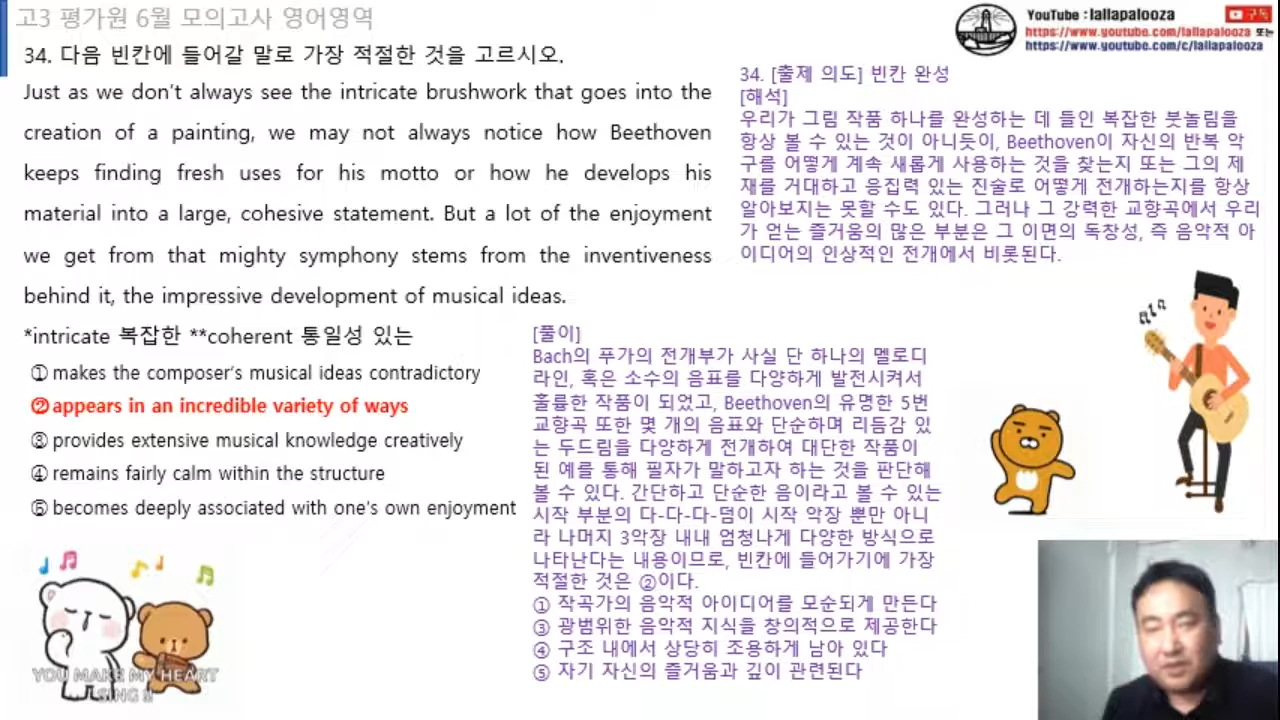 고3 평가원 6월 모의고사 영어영역
YouTube : lallapalooza
구독
https://www.youtube.com/lallapalooza 또는
https://www.youtube.com/c/lallapalooza
34. 다음 빈칸에 들어갈 말로 가장 적절한 것을 고르시오.
Just as we don't always see the intricate brushwork that goes into the
creation of a painting, we may not always notice how Beethoven
keeps finding fresh uses for his motto or how he develops his
material into a large, cohesive statement. But a lot of the enjoyment
we get from that mighty symphony stems from the inventiveness
behind it, the impressive development of musical ideas.
*intricate 복잡한 **coherent 통일성 있는
① makes the composer's musical ideas contradictory
② appears in an incredible variety of ways
③ provides extensive musical knowledge creatively
④ remains fairly calm within the structure
⑤ becomes deeply associated with one's own enjoyment
34. [출제 의도] 빈칸 완성
[해석]
우리가 그림 작품 하나를 완성하는 데 들인 복잡한 붓놀림을
항상 볼 수 있는 것이 아니듯이, Beethoven이 자신의 반복 악
구를 어떻게 계속 새롭게 사용하는 것을 찾는지 또는 그의 제
재를 거대하고 응집력 있는 진술로 어떻게 전개하는지를 항상
알아보지는 못할 수도 있다. 그러나 그 강력한 교향곡에서 우리
가 얻는 즐거움의 많은 부분은 그 이면의 독창성, 즉 음악적 아
이디어의 인상적인 전개에서 비롯된다.
[풀이]
Bach의 푸가의 전개부가 사실 단 하나의 멜로디
라인, 혹은 소수의 음표를 다양하게 발전시켜서
훌륭한 작품이 되었고, Beethoven의 유명한 5번
교향곡 또한 몇 개의 음표와 단순하며 리듬감 있
는 두드림을 다양하게 전개하여 대단한 작품이
된 예를 통해 필자가 말하고자 하는 것을 판단해
볼 수 있다. 간단하고 단순한 음이라고 볼 수 있는
시작 부분의 다-다-다-덤이 시작 악장 뿐만 아니
라 나머지 3악장 내내 엄청나게 다양한 방식으로
나타난다는 내용이므로, 빈칸에 들어가기에 가장
적절한 것은 ②이다.
① 작곡가의 음악적 아이디어를 모순되게 만든다
③ 광범위한 음악적 지식을 창의적으로 제공한다
④ 구조 내에서 상당히 조용하게 남아 있다
⑤ 자기 자신의 즐거움과 깊이 관련된다
YOU MAKE MY HEART
SING !!